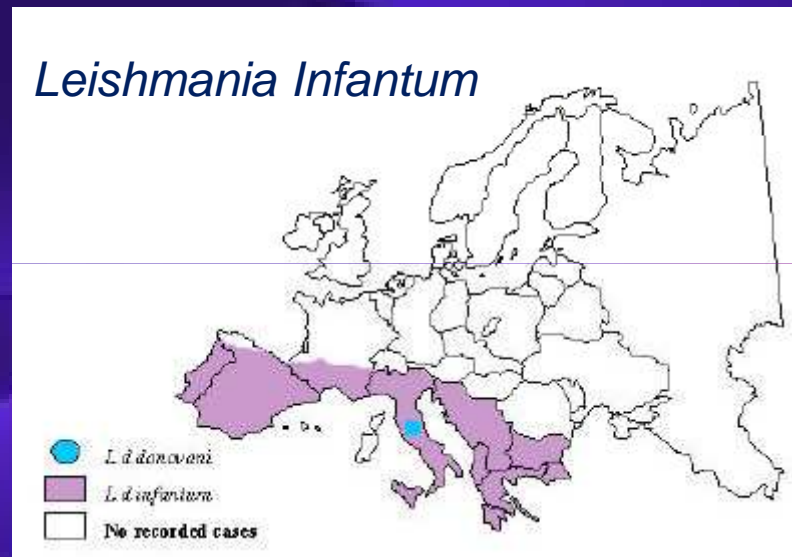 Leishmania Infantum
L d donovani
L d infantum
No recorded cases